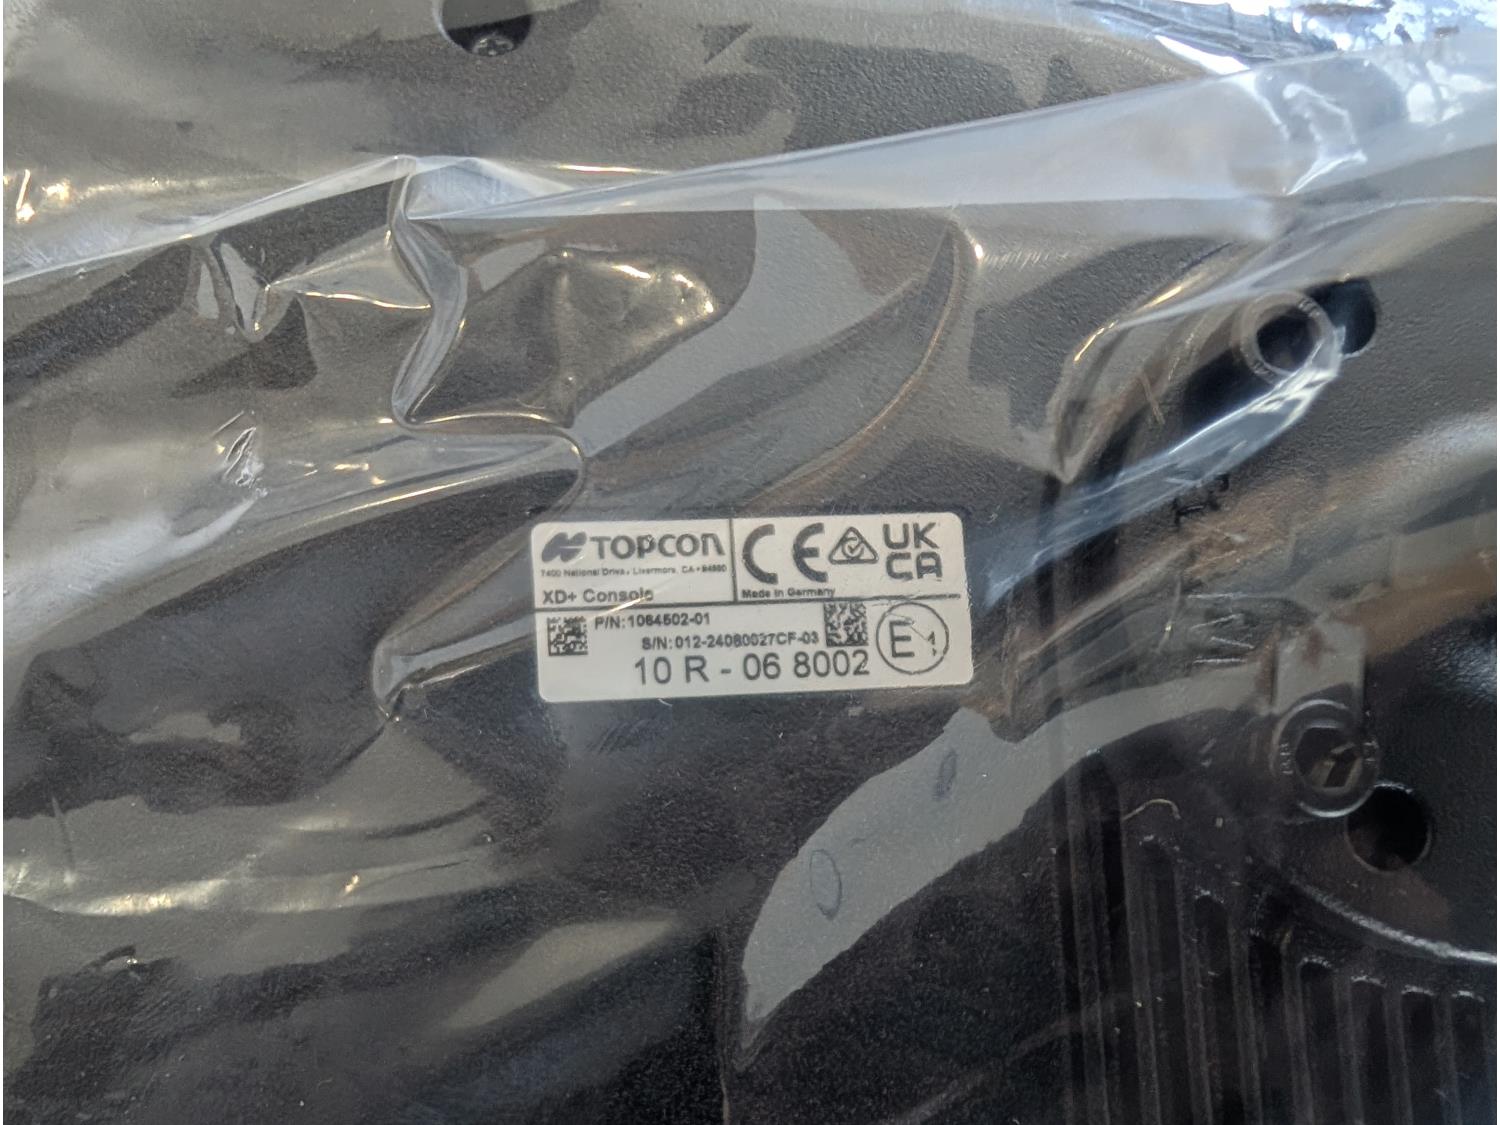 TOPCON
7400 National Drive, Livermore, CA • 94550
XD+ Console
CE UK CA
Made in Germany
P/N:1064502-01
S/N:012-24080027CF-03
10 R - 06 8002
E1